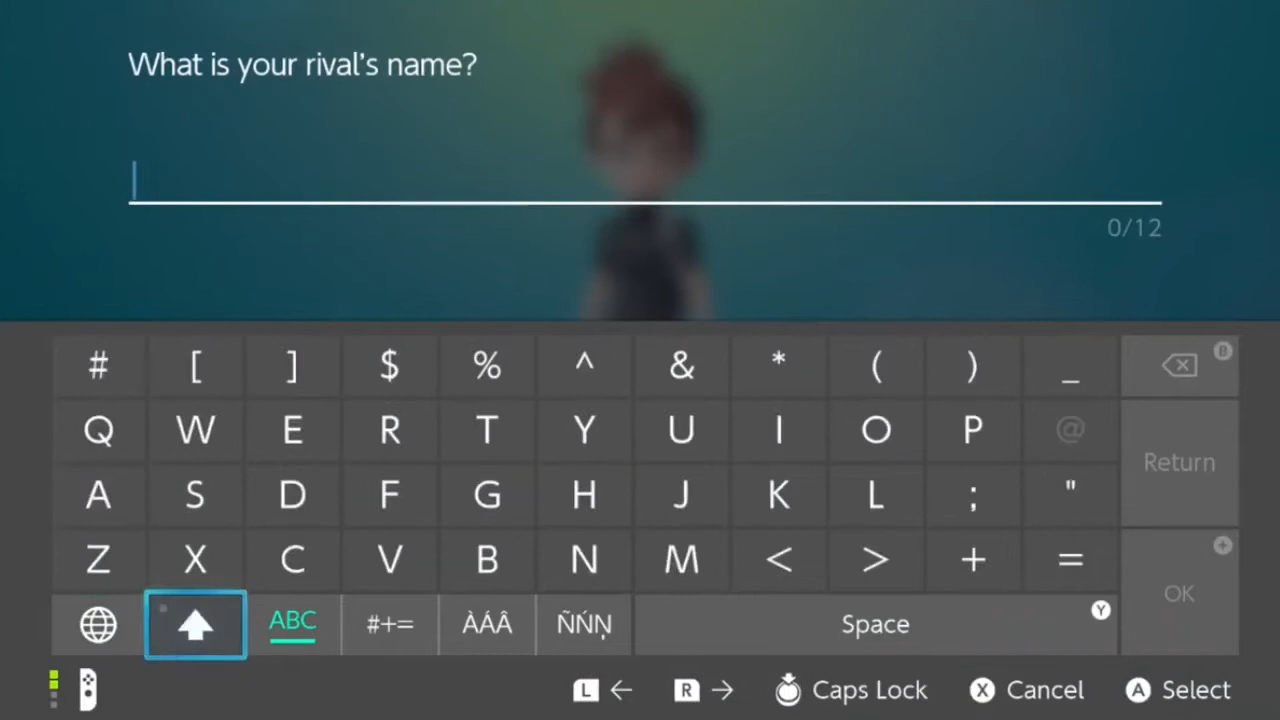 What is your rival's name?
0/12
# [ ] $ % ^ & * ( ) _
Q W E R T Y U I O P @
A S D F G H J K L ; " Return
Z X C V B N M < > + = OK
ABC #+= ÀÁÂ ÑŃŅ Space Y
L ← R → Caps Lock X Cancel A Select